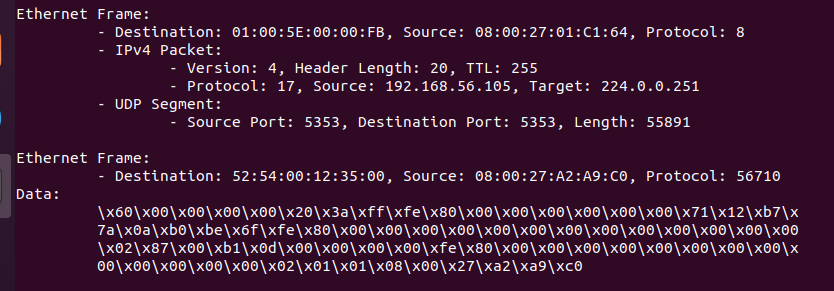 Ethernet Frame:
- Destination: 01:00:5E:00:00:FB, Source: 08:00:27:01:C1:64, Protocol: 8
- IPv4 Packet:
- Version: 4, Header Length: 20, TTL: 255
- Protocol: 17, Source: 192.168.56.105, Target: 224.0.0.251
- UDP Segment:
- Source Port: 5353, Destination Port: 5353, Length: 55891
Ethernet Frame:
- Destination: 52:54:00:12:35:00, Source: 08:00:27:A2:A9:C0, Protocol: 56710
Data:
\x60\x00\x00\x00\x00\x20\x3a\xff\xfe\x80\x00\x00\x00\x00\x00\x00\x71\x12\xb7\x
7a\x0a\xb0\xbe\x6f\xfe\x80\x00\x00\x00\x00\x00\x00\x00\x00\x00\x00\x00\x00\x00
\x02\x87\x00\xb1\x0d\x00\x00\x00\x00\xfe\x80\x00\x00\x00\x00\x00\x00\x00\x00\x
00\x00\x00\x00\x00\x02\x01\x01\x08\x00\x27\xa2\xa9\xc0